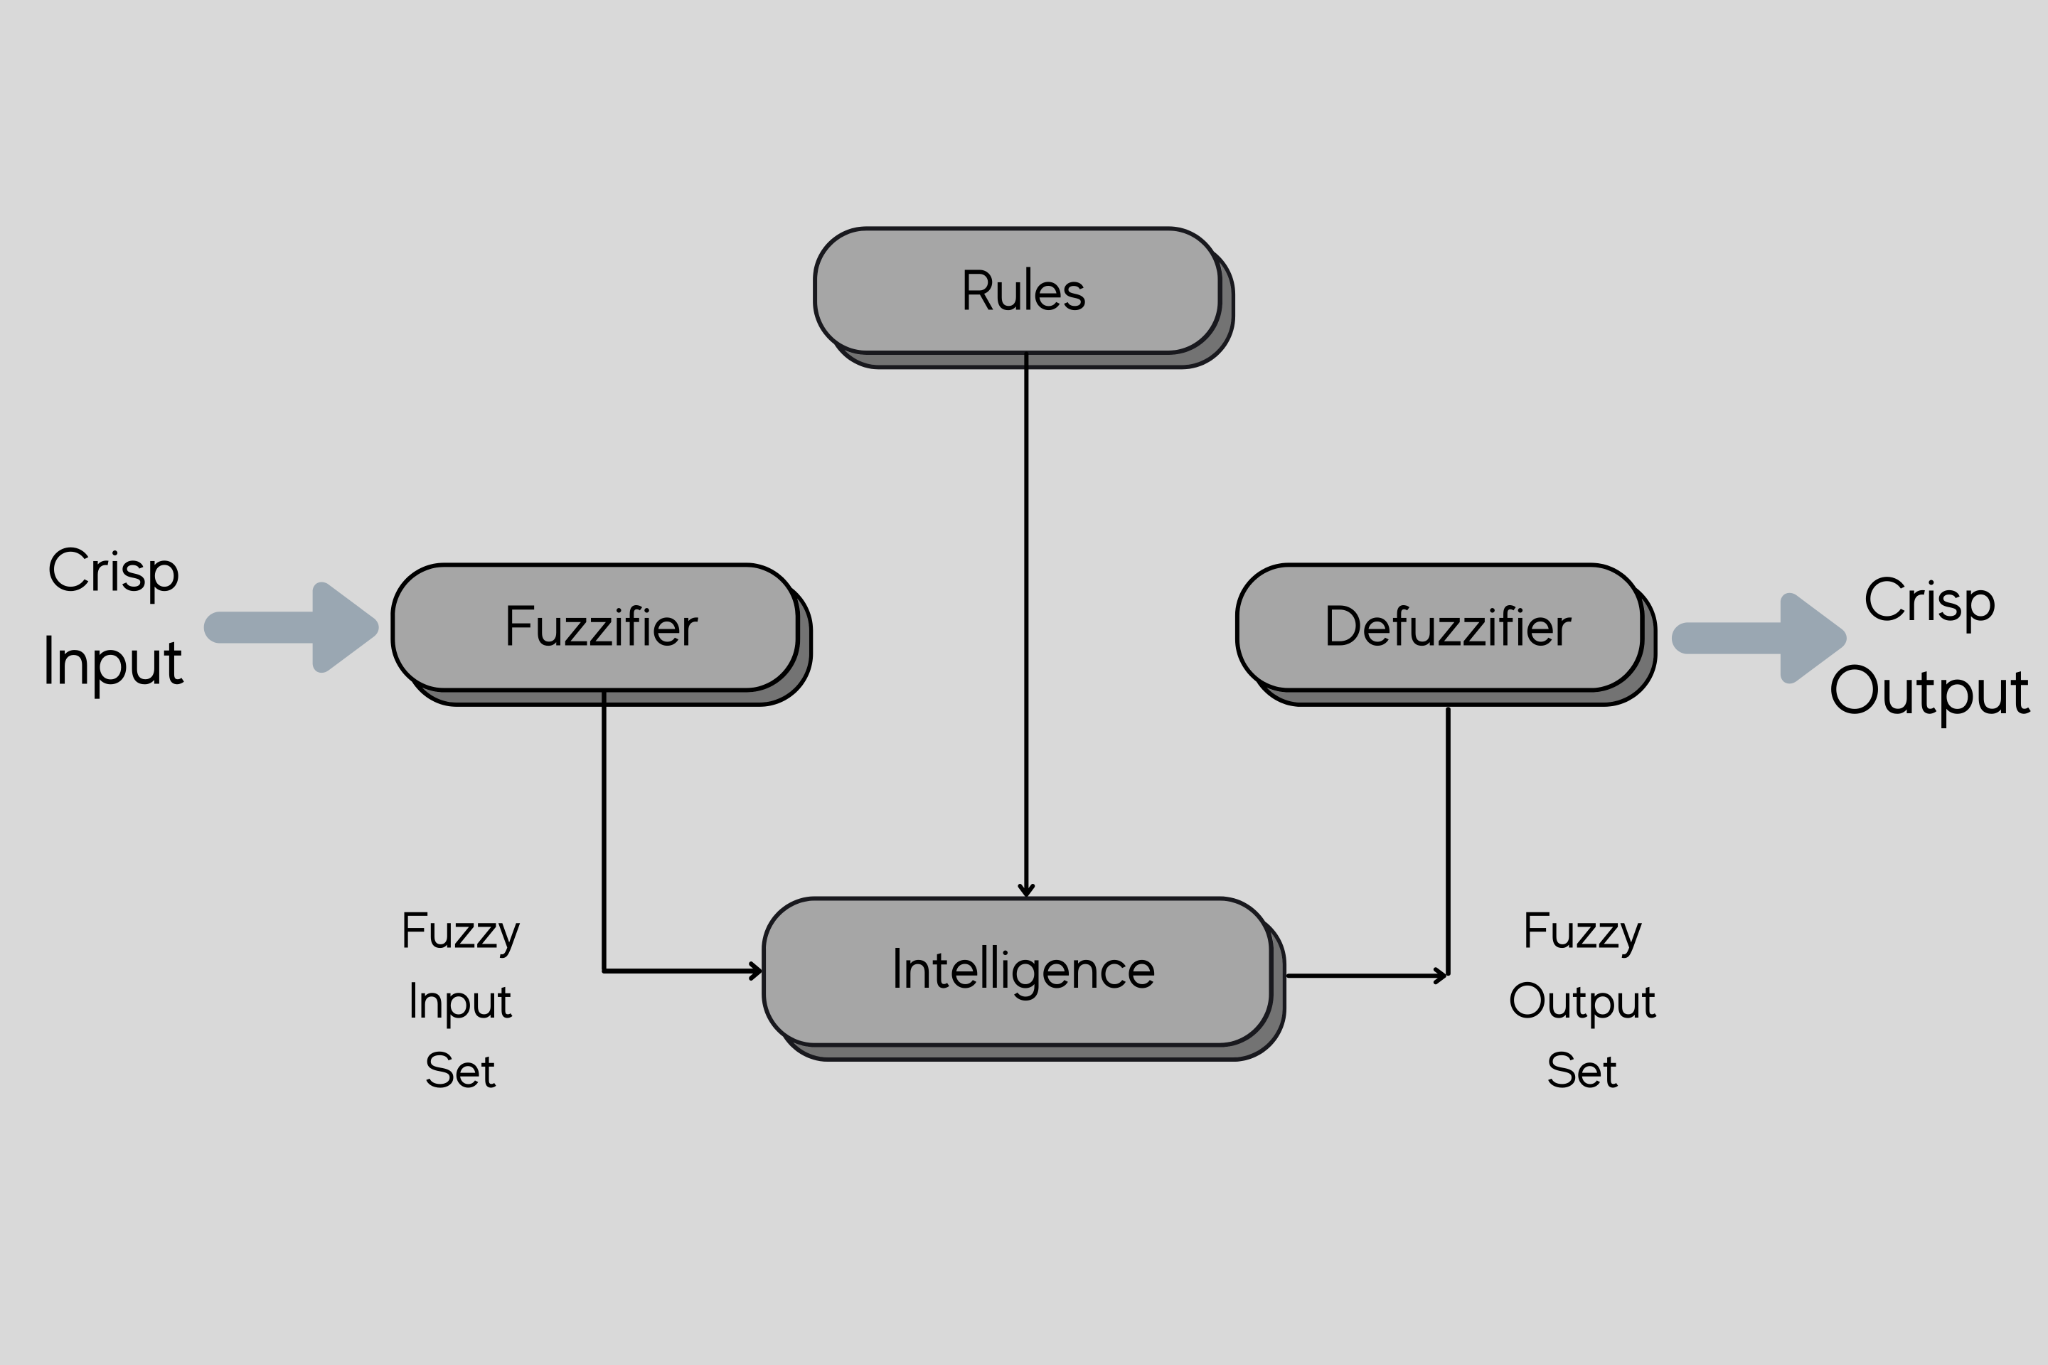 Rules
Crisp
Input
Fuzzifier
Defuzzifier
Crisp
Output
Fuzzy
Input
Set
Intelligence
Fuzzy
Output
Set